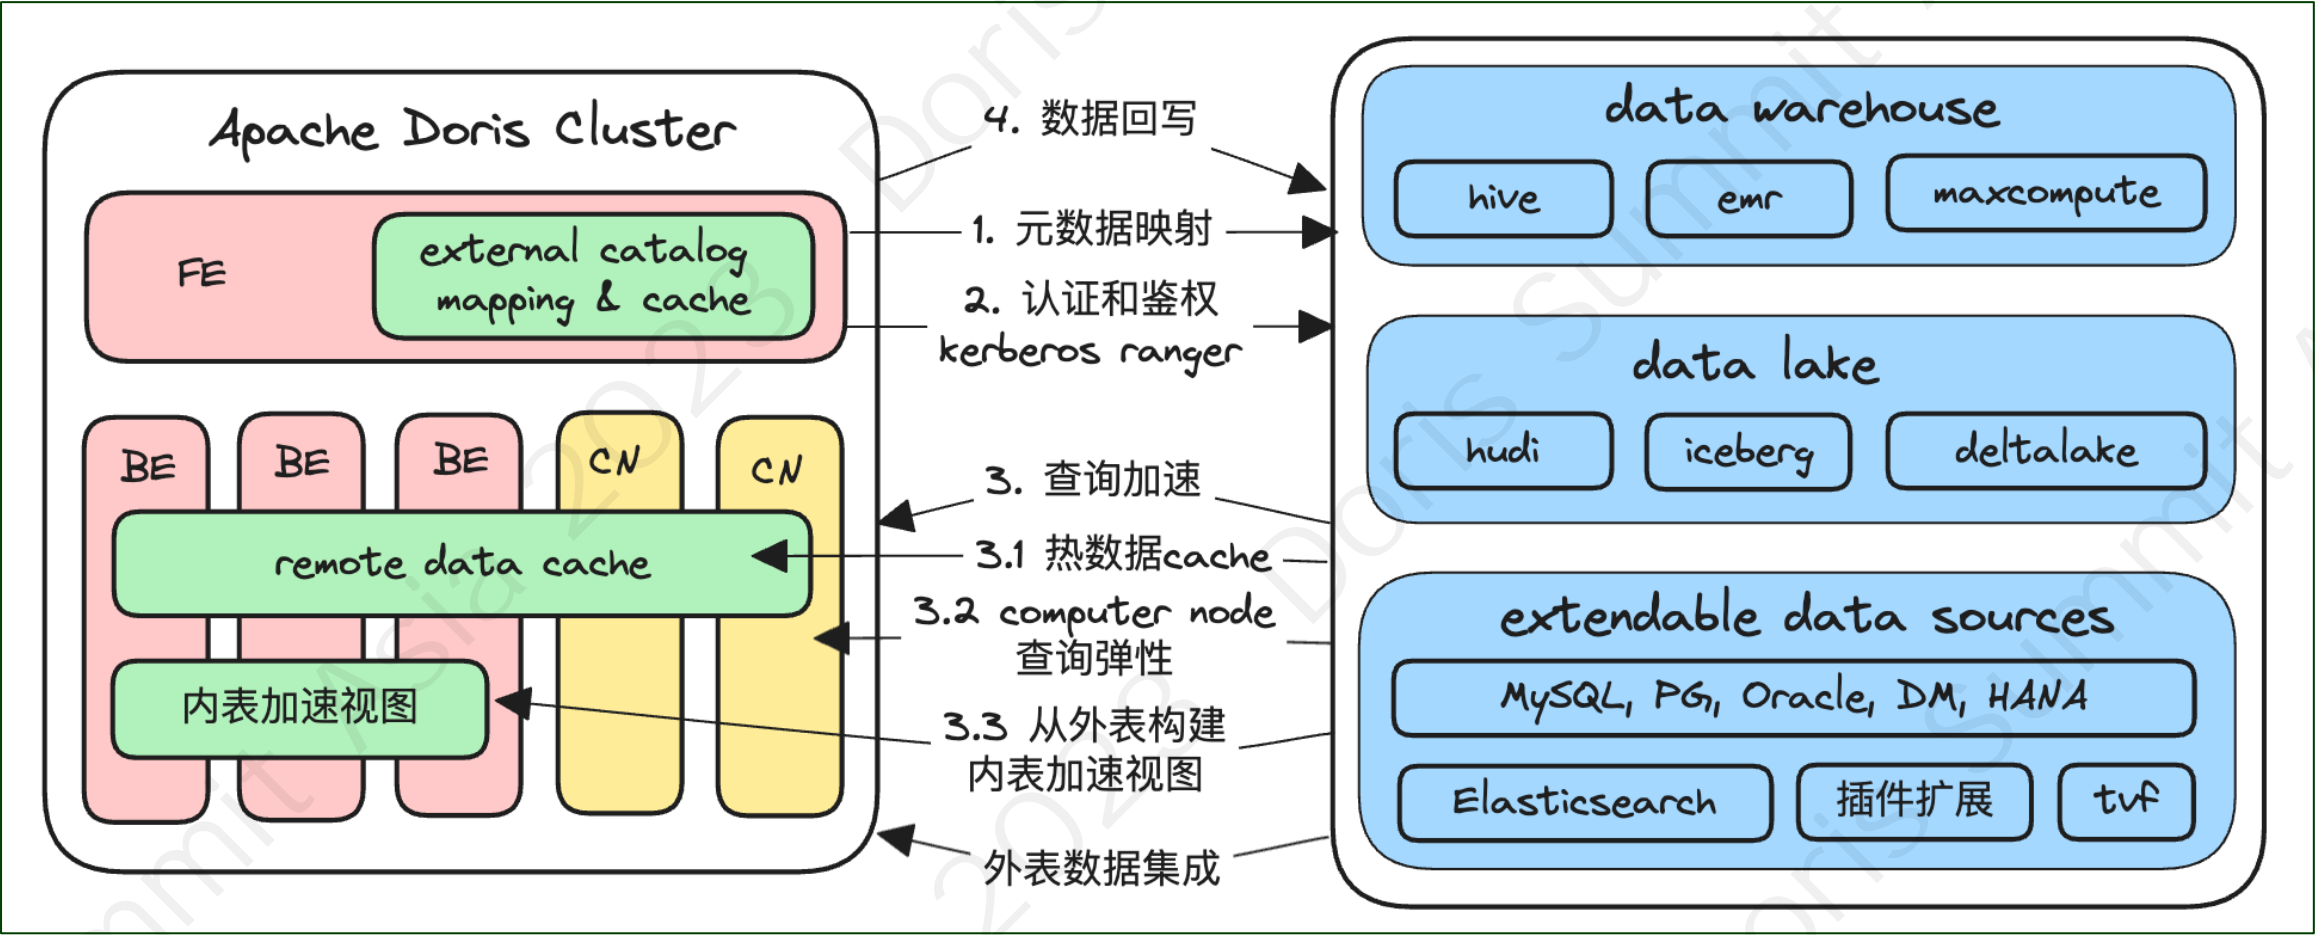 Apache Doris Cluster
FE
external catalog
mapping & cache
BE
BE
BE
CN
CN
remote data cache
内表加速视图
4. 数据回写
1. 元数据映射
2. 认证和鉴权
kerberos ranger
3. 查询加速
3.1 热数据cache
3.2 computer node
查询弹性
3.3 从外表构建
内表加速视图
外表数据集成
data warehouse
hive
emr
maxcompute
data lake
hudi
iceberg
deltalake
extendable data sources
MySQL, PG, Oracle, DM, HANA
Elasticsearch
插件扩展
tvf
Doris Summit Asia 2023